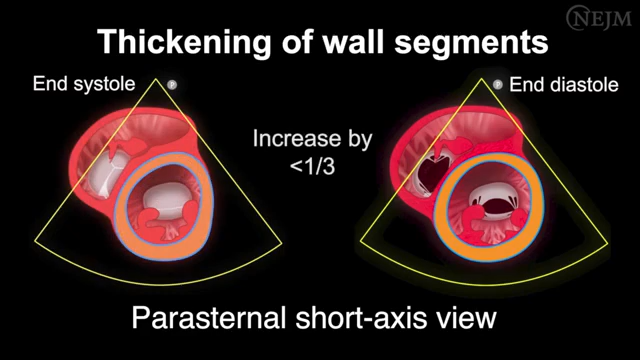 NEJM
Thickening of wall segments
End systole
P
P
End diastole
Increase by
<1/3
Parasternal short-axis view